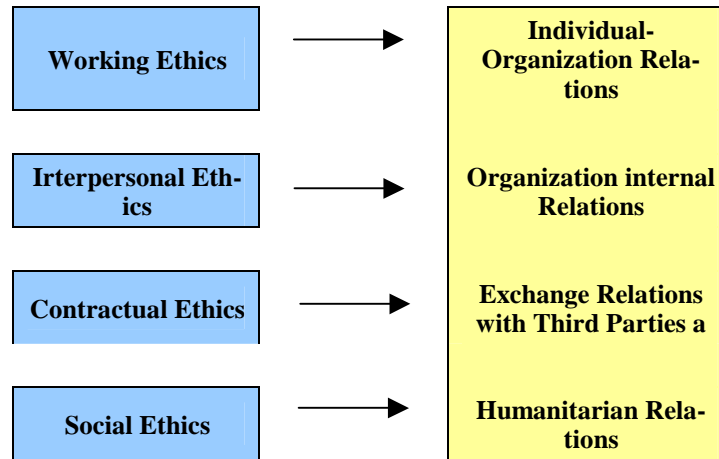 Working Ethics
Individual-
Organization Rela-
tions
Irterpersonal Eth-
ics
Organization internal
Relations
Contractual Ethics
Exchange Relations
with Third Parties a
Social Ethics
Humanitarian Rela-
tions